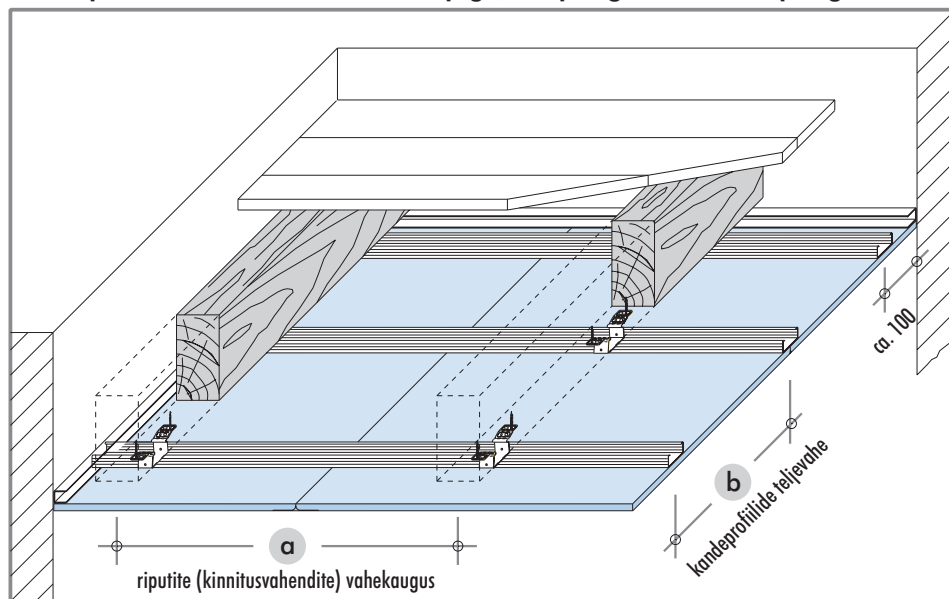 ca. 100
b
kandeprofiilide teljevahe
a
riputite (kinnitusvahendite) vahekaugus